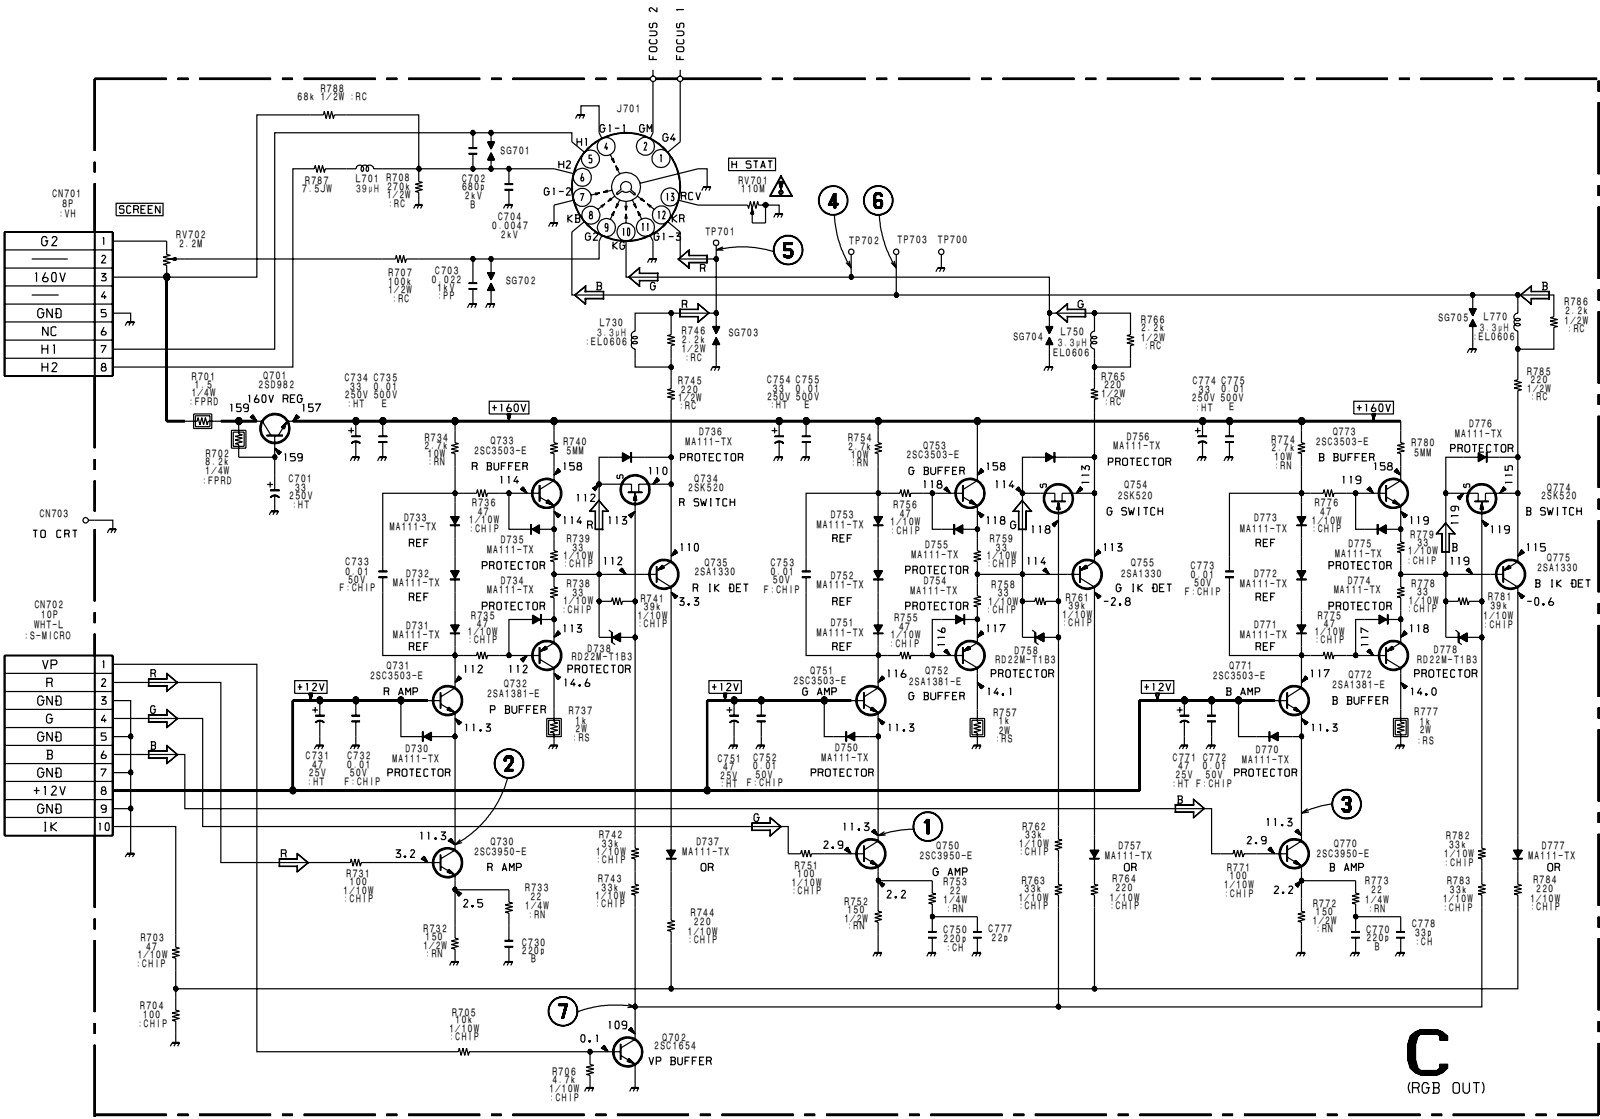 FOCUS 2
FOCUS 1
R788
68k 1/2W :RC
J701
G1-1
GM
G4
H1
H2
G1-2
KB
G2
KG
G1-3
KR
RCV
1
2
4
5
6
7
8
9
10
11
12
13
SG701
R787
7.5JW
L701
39µH
R708
270k
1/2W
:RC
C702
680p
2kV
B
C704
0.0047
2kV
H STAT
RV701
110M
4
6
5
TP701
TP702
TP703
TP700
CN701
8P
:VH
SCREEN
RV702
2.2M
G2 1
2
160V 3
4
GND 5
NC 6
H1 7
H2 8
R707
100k
1/2W
:RC
C703
0.022
1kV
:PP
SG702
R
G
B
L730
3.3µH
:EL0606
R
R746
2.2k
1/2W
:RC
SG703
SG704
G
L750
3.3µH
EL0606
R766
2.2k
1/2W
:RC
SG705
L770
3.3µH
:EL0606
B
R786
2.2k
1/2W
:RC
R701
1.5
1/4W
:FPRD
Q701
2SD982
160V REG
159
157
159
R702
8.2k
1/4W
:FPRD
C701
33
250V
:HT
C734
33
250V
:HT
C735
0.01
500V
E
+160V
R745
220
1/2W
:RC
C754
33
250V
:HT
C755
0.01
500V
E
R765
220
1/2W
:RC
C774
33
250V
:HT
C775
0.01
500V
E
+160V
R785
220
1/2W
:RC
R734
2.7k
10W
:RN
Q733
2SC3503-E
R BUFFER
R740
5MM
158
114
D736
MA111-TX
PROTECTOR
Q734
2SK520
R SWITCH
110
S
112
R
113
R736
47
1/10W
:CHIP
114
D733
MA111-TX
REF
D735
MA111-TX
PROTECTOR
R739
33
1/10W
:CHIP
112
110
Q735
2SA1330
R IK DET
3.3
C733
0.01
50V
F:CHIP
D732
MA111-TX
REF
D734
MA111-TX
PROTECTOR
R738
33
1/10W
:CHIP
R741
39k
1/10W
:CHIP
D731
MA111-TX
REF
R735
47
1/10W
:CHIP
113
D738
RD22M-T1B3
PROTECTOR
112
Q731
2SC3503-E
R AMP
112
Q732
2SA1381-E
P BUFFER
14.6
R737
1k
2W
:RS
+12V
C731
47
25V
:HT
C732
0.01
50V
F:CHIP
11.3
D730
MA111-TX
PROTECTOR
2
R754
2.7k
10W
:RN
Q753
2SC3503-E
G BUFFER
158
118
R756
47
1/10W
:CHIP
118
D753
MA111-TX
REF
D755
MA111-TX
PROTECTOR
R759
33
1/10W
:CHIP
D756
MA111-TX
PROTECTOR
Q754
2SK520
G SWITCH
113
S
114
G
118
114
113
Q755
2SA1330
G IK DET
-2.8
C753
0.01
50V
F:CHIP
D752
MA111-TX
REF
D754
MA111-TX
PROTECTOR
R758
33
1/10W
:CHIP
R761
39k
1/10W
:CHIP
D751
MA111-TX
REF
R755
47
1/10W
:CHIP
116
117
D758
RD22M-T1B3
PROTECTOR
Q751
2SC3503-E
G AMP
116
Q752
2SA1381-E
G BUFFER
14.1
R757
1k
2W
:RS
+12V
C751
47
25V
:HT
C752
0.01
50V
F:CHIP
11.3
D750
MA111-TX
PROTECTOR
R774
2.7k
10W
:RN
Q773
2SC3503-E
B BUFFER
R780
5MM
158
119
R776
47
1/10W
:CHIP
119
D773
MA111-TX
REF
D775
MA111-TX
PROTECTOR
R779
33
1/10W
:CHIP
D776
MA111-TX
PROTECTOR
Q774
2SK520
B SWITCH
115
S
119
B
119
119
115
Q775
2SA1330
B IK DET
-0.6
C773
0.01
50V
F:CHIP
D772
MA111-TX
REF
D774
MA111-TX
PROTECTOR
R778
33
1/10W
:CHIP
R781
39k
1/10W
:CHIP
D771
MA111-TX
REF
R775
47
1/10W
:CHIP
117
118
D778
RD22M-T1B3
PROTECTOR
Q771
2SC3503-E
B AMP
117
Q772
2SA1381-E
B BUFFER
14.0
R777
1k
2W
:RS
+12V
C771
47
25V
:HT
C772
0.01
50V
F:CHIP
11.3
D770
MA111-TX
PROTECTOR
CN703
TO CRT
CN702
10P
WHT-L
:S-MICRO
VP 1
R 2
GND 3
G 4
GND 5
B 6
GND 7
+12V 8
GND 9
IK 10
R
G
B
R
R731
100
1/10W
:CHIP
3.2
11.3
Q730
2SC3950-E
R AMP
2.5
R732
150
1/2W
:RN
R733
22
1/4W
:RN
C730
220p
B
R742
33k
1/10W
:CHIP
R743
33k
1/10W
:CHIP
D737
MA111-TX
OR
R744
220
1/10W
:CHIP
G
R751
100
1/10W
:CHIP
2.9
11.3
1
Q750
2SC3950-E
G AMP
2.2
R752
150
1/2W
:RN
R753
22
1/4W
:RN
C750
220p
:CH
C777
22p
R762
33k
1/10W
:CHIP
R763
33k
1/10W
:CHIP
D757
MA111-TX
OR
R764
220
1/10W
:CHIP
B
R771
100
1/10W
:CHIP
2.9
11.3
3
Q770
2SC3950-E
B AMP
2.2
R772
150
1/2W
:RN
R773
22
1/4W
:RN
C770
220p
B
C778
33p
:CH
R782
33k
1/10W
:CHIP
R783
33k
1/10W
:CHIP
D777
MA111-TX
OR
R784
220
1/10W
:CHIP
R703
47
1/10W
:CHIP
R704
100
:CHIP
R705
10k
1/10W
:CHIP
7
109
0.1
Q702
2SC1654
VP BUFFER
R706
4.7k
1/10W
:CHIP
C
(RGB OUT)